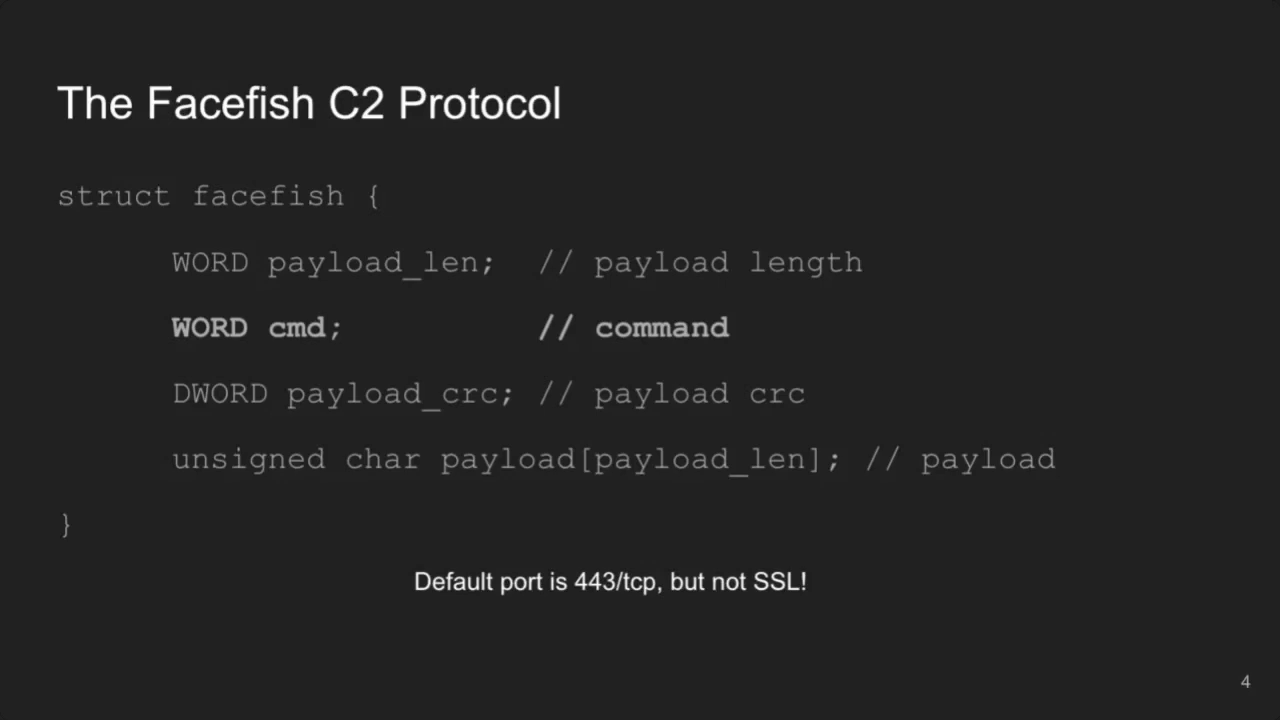 The Facefish C2 Protocol
struct facefish {
WORD payload_len; // payload length
WORD cmd; // command
DWORD payload_crc; // payload crc
unsigned char payload[payload_len]; // payload
}
Default port is 443/tcp, but not SSL!
4